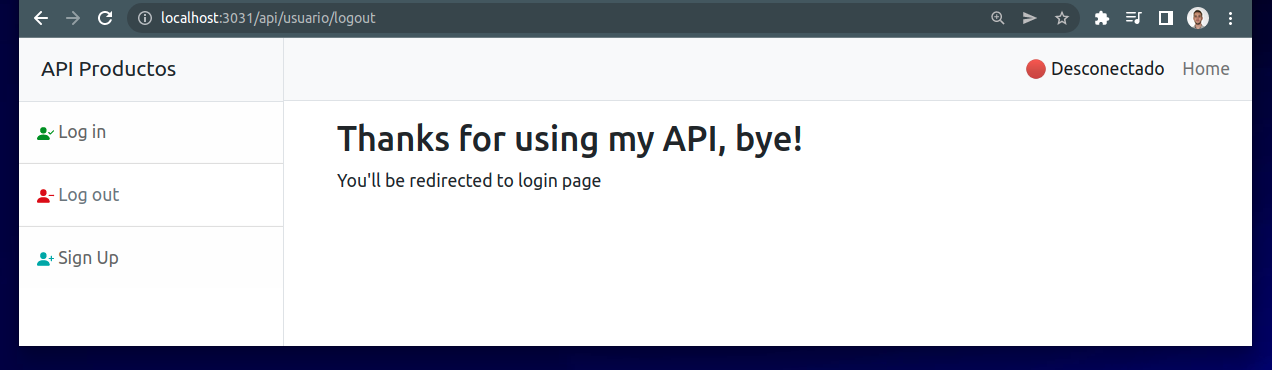 localhost:3031/api/usuario/logout
API Productos
Desconectado Home
Log in
Log out
Sign Up
Thanks for using my API, bye!
You'll be redirected to login page